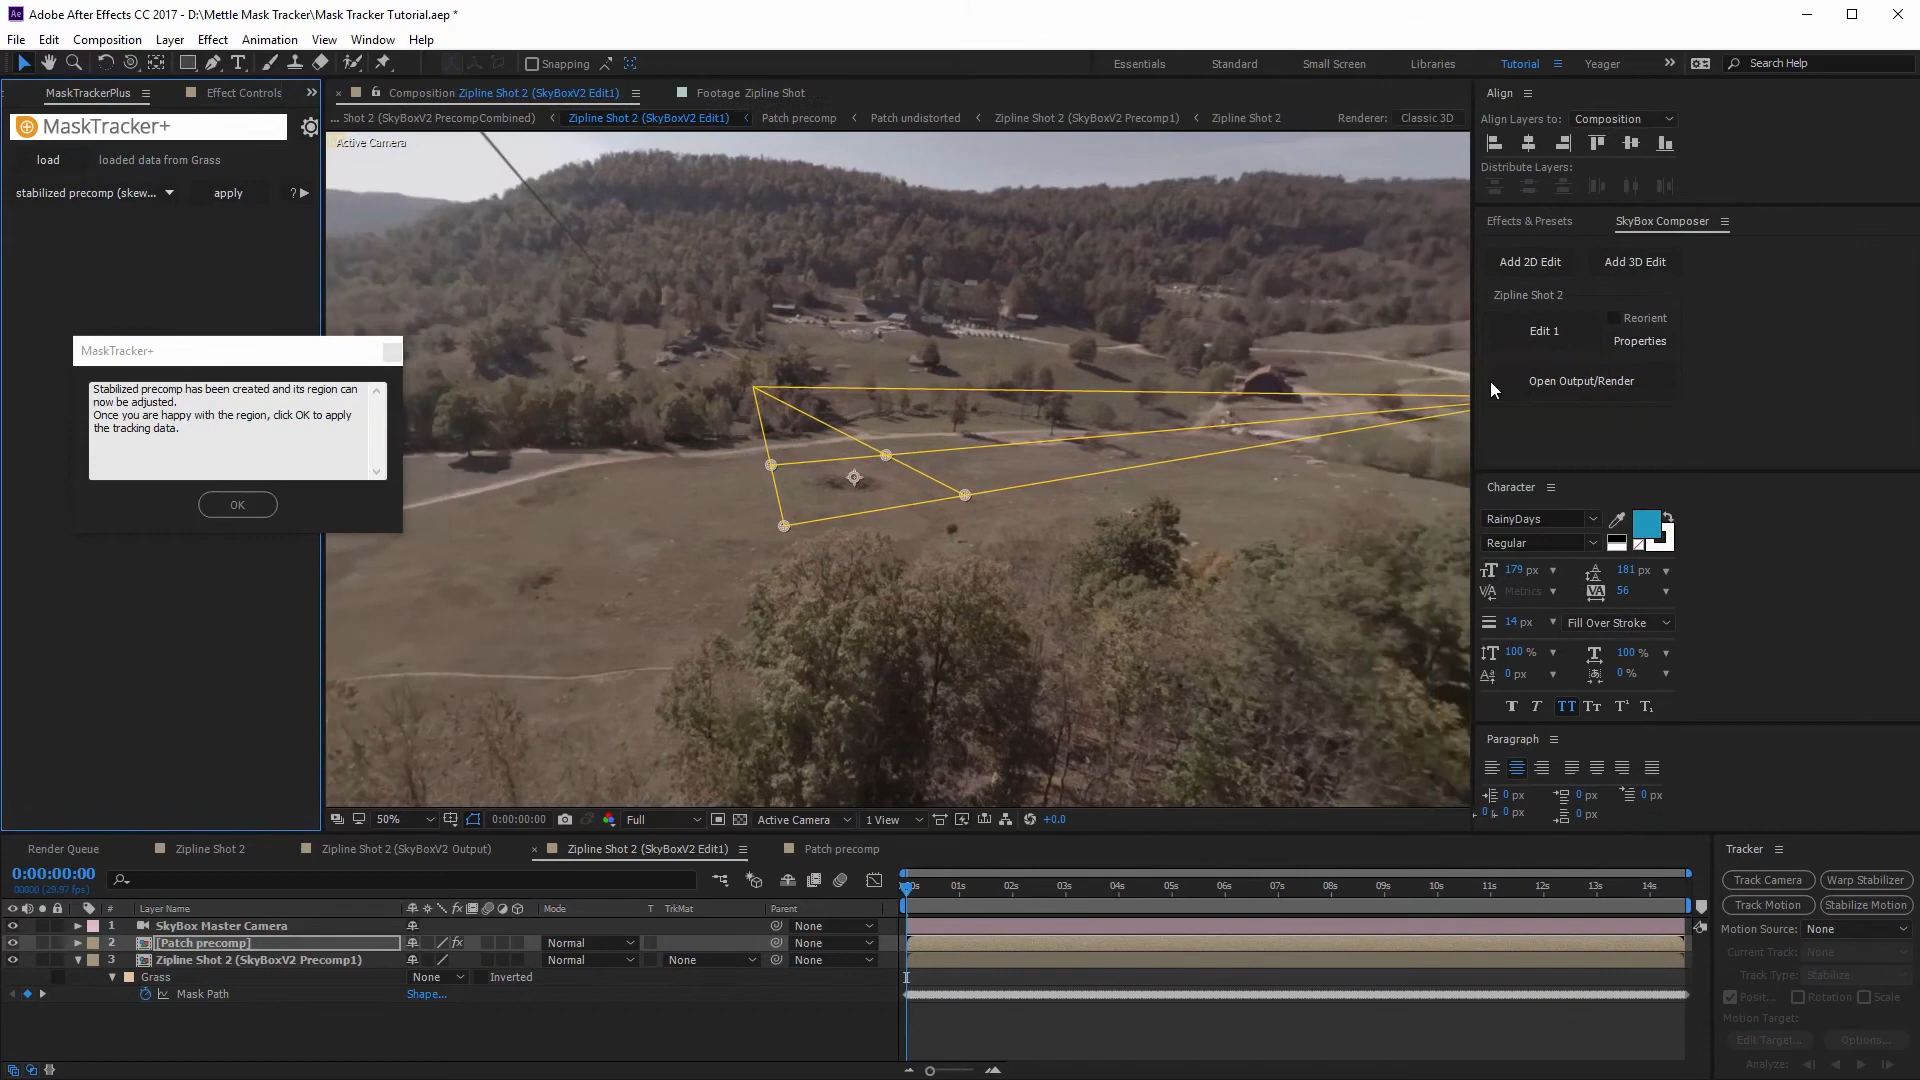 Adobe After Effects CC 2017 - D:\Mettle Mask Tracker\Mask Tracker Tutorial.aep *
File Edit Composition Layer Effect Animation View Window Help
Snapping
Essentials Standard Small Screen Libraries Tutorial Yeager Search Help
MaskTrackerPlus Effect Controls
MaskTracker+
load loaded data from Grass
stabilized precomp (skew... apply ?
Composition Zipline Shot 2 (SkyBoxV2 Edit1) Footage Zipline Shot
... Shot 2 (SkyBoxV2 PrecompCombined) Zipline Shot 2 (SkyBoxV2 Edit1) Patch precomp Patch undistorted Zipline Shot 2 (SkyBoxV2 Precomp1) Zipline Shot 2 Renderer: Classic 3D
Active Camera
MaskTracker+
Stabilized precomp has been created and its region can
now be adjusted.
Once you are happy with the region, click OK to apply
the tracking data.
OK
50% 0:00:00:00 Full Active Camera 1 View +0.0
Align
Align Layers to: Composition
Distribute Layers:
Effects & Presets SkyBox Composer
Add 2D Edit Add 3D Edit
Zipline Shot 2
Edit 1 Reorient
Properties
Open Output/Render
Character
RainyDays
Regular
179 px 181 px
Metrics 56
14 px Fill Over Stroke
100 % 100 %
0 px 0 %
Paragraph
0 px 0 px 0 px
0 px 0 px
Render Queue Zipline Shot 2 Zipline Shot 2 (SkyBoxV2 Output) Zipline Shot 2 (SkyBoxV2 Edit1) Patch precomp
0:00:00:00
00000 (29.97 fps)
01s 02s 03s 04s 05s 06s 07s 08s 09s 10s 11s 12s 13s 14s
# Layer Name Mode T TrkMat Parent
1 SkyBox Master Camera None
2 [Patch precomp] Normal None
3 Zipline Shot 2 (SkyBoxV2 Precomp1) Normal None None
Grass None Inverted
Mask Path Shape...
Tracker
Track Camera Warp Stabilizer
Track Motion Stabilize Motion
Motion Source: None
Current Track: None
Track Type: Stabilize
Posit... Rotation Scale
Motion Target:
Edit Target... Options...
Analyze: